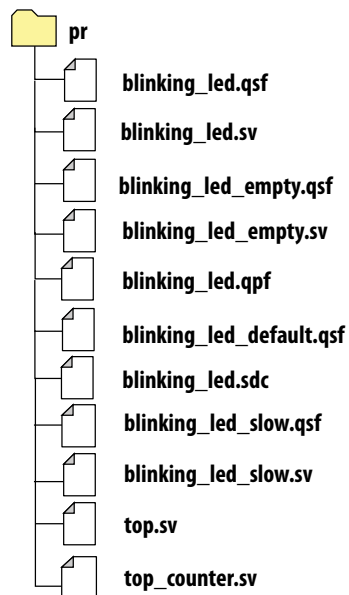 pr
blinking_led.qsf
blinking_led.sv
blinking_led_empty.qsf
blinking_led_empty.sv
blinking_led.qpf
blinking_led_default.qsf
blinking_led.sdc
blinking_led_slow.qsf
blinking_led_slow.sv
top.sv
top_counter.sv